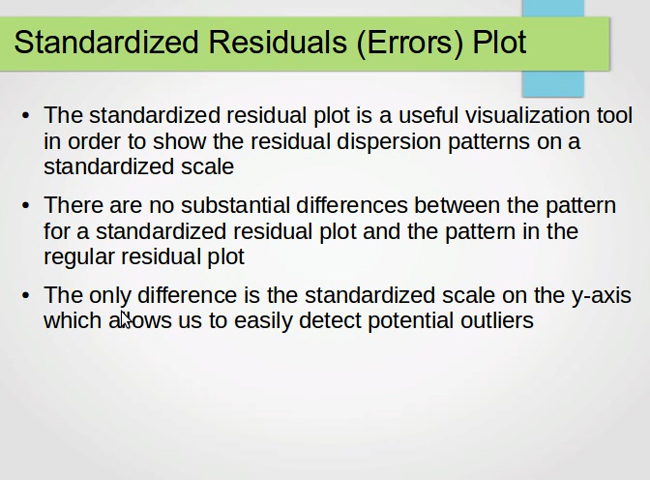 Standardized Residuals (Errors) Plot
• The standardized residual plot is a useful visualization tool
in order to show the residual dispersion patterns on a
standardized scale
• There are no substantial differences between the pattern
for a standardized residual plot and the pattern in the
regular residual plot
• The only difference is the standardized scale on the y-axis
which allows us to easily detect potential outliers